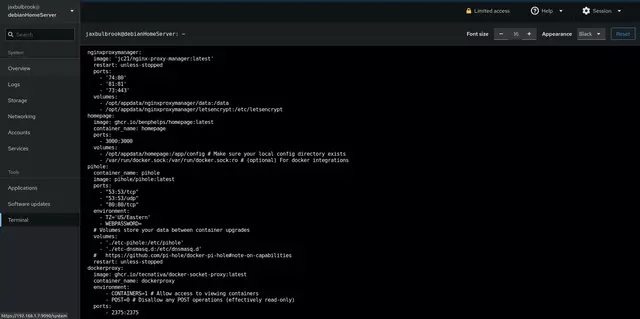 jaxbulbrook@
debianHomeServer
Limited access
Help
Session
Search
jaxbulbrook@debianHomeServer: ~
Font size
16
Appearance
Black
Reset
System
Overview
Logs
Storage
Networking
Accounts
Services
Tools
Applications
Software updates
Terminal
nginxproxymanager:
image: 'jc21/nginx-proxy-manager:latest'
restart: unless-stopped
ports:
- '74:80'
- '81:81'
- '73:443'
volumes:
- /opt/appdata/nginxproxymanager/data:/data
- /opt/appdata/nginxproxymanager/letsencrypt:/etc/letsencrypt
homepage:
image: ghcr.io/benphelps/homepage:latest
container_name: homepage
ports:
- 3000:3000
volumes:
- /opt/appdata/homepage:/app/config # Make sure your local config directory exists
- /var/run/docker.sock:/var/run/docker.sock:ro # (optional) For docker integrations
pihole:
container_name: pihole
image: pihole/pihole:latest
ports:
- "53:53/tcp"
- "53:53/udp"
- "80:80/tcp"
environment:
- TZ='US/Eastern'
- WEBPASSWORD=
# Volumes store your data between container upgrades
volumes:
- './etc-pihole:/etc/pihole'
- './etc-dnsmasq.d:/etc/dnsmasq.d'
# https://github.com/pi-hole/docker-pi-hole#note-on-capabilities
restart: unless-stopped
dockerproxy:
image: ghcr.io/tecnativa/docker-socket-proxy:latest
container_name: dockerproxy
environment:
- CONTAINERS=1 # Allow access to viewing containers
- POST=0 # Disallow any POST operations (effectively read-only)
ports:
- 2375:2375
https://192.168.1.7:9090/system